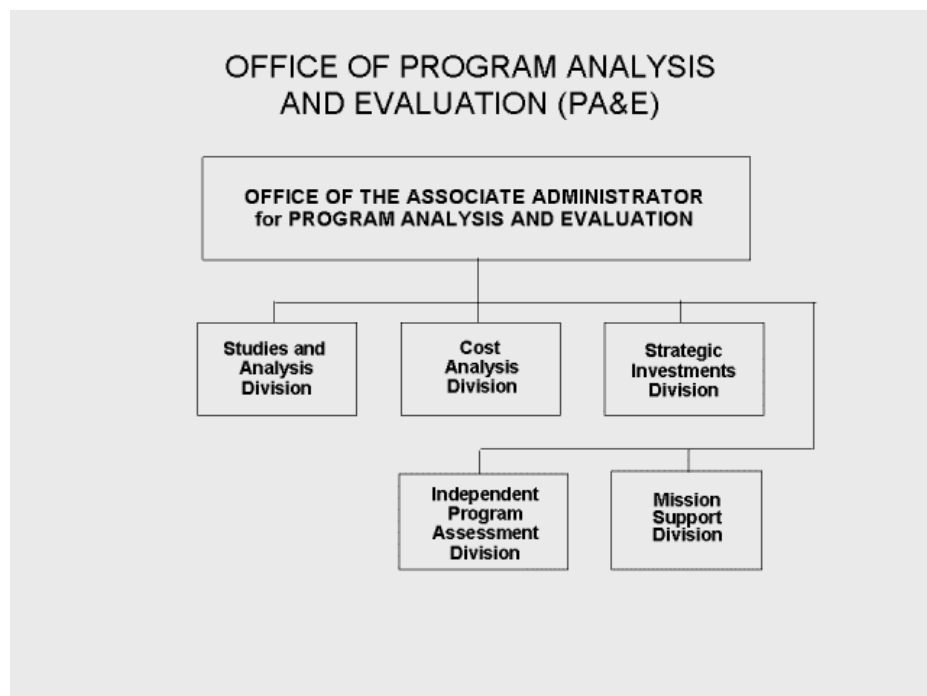 OFFICE OF PROGRAM ANALYSIS
AND EVALUATION (PA&E)
OFFICE OF THE ASSOCIATE ADMINISTRATOR
for PROGRAM ANALYSIS AND EVALUATION
Studies and
Analysis
Division
Cost
Analysis
Division
Strategic
Investments
Division
Independent
Program
Assessment
Division
Mission
Support
Division